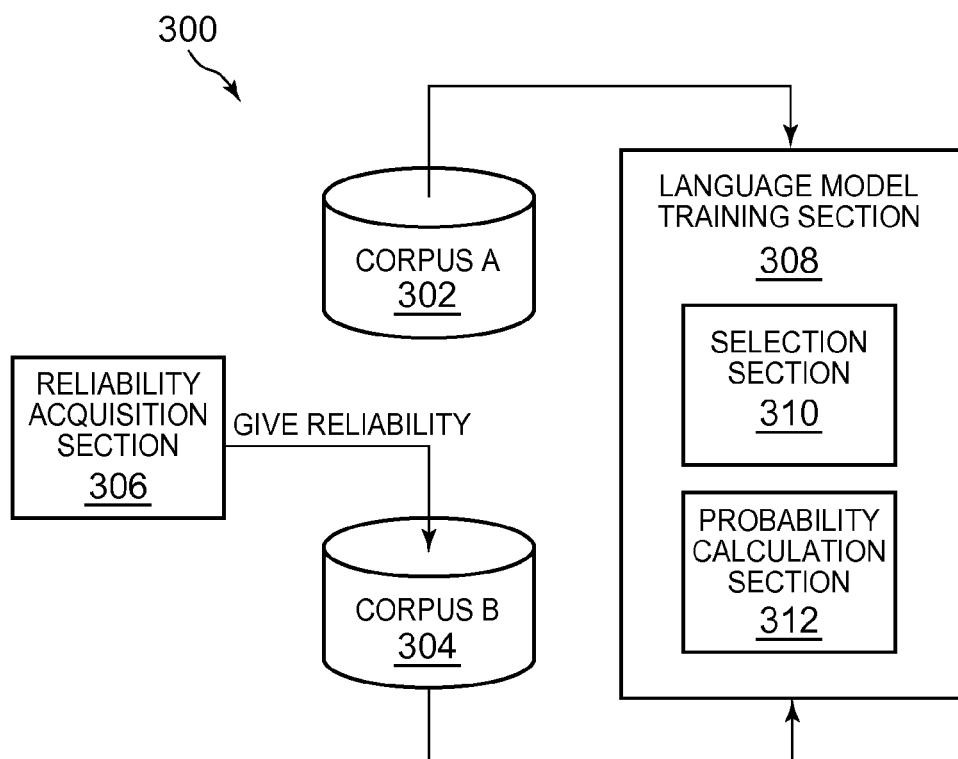 300
CORPUS A
302
LANGUAGE MODEL
TRAINING SECTION
308
SELECTION
SECTION
310
RELIABILITY
ACQUISITION
SECTION
306
GIVE RELIABILITY
PROBABILITY
CALCULATION
SECTION
312
CORPUS B
304